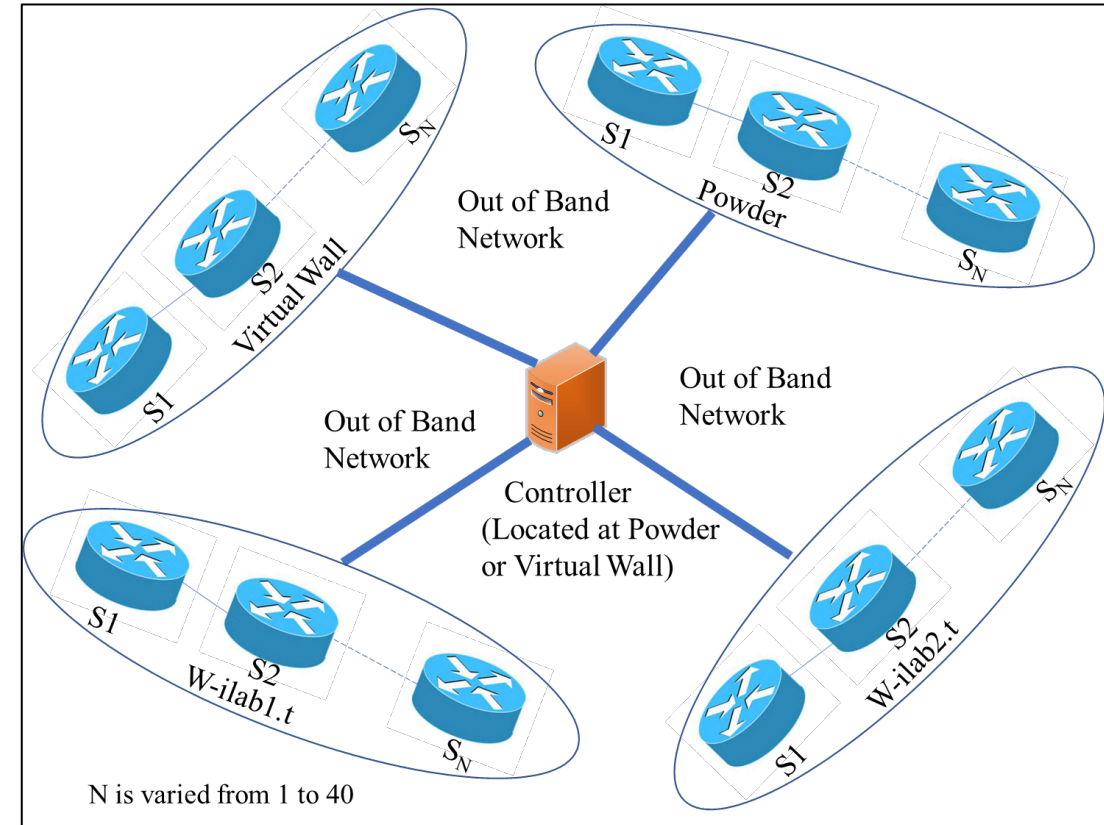 S1
S2
S_N
Virtual Wall
S1
S2
S_N
Powder
Out of Band
Network
Out of Band
Network
Out of Band
Network
Controller
(Located at Powder
or Virtual Wall)
S1
S2
S_N
W-ilab1.t
S1
S2
S_N
W-ilab2.t
N is varied from 1 to 40